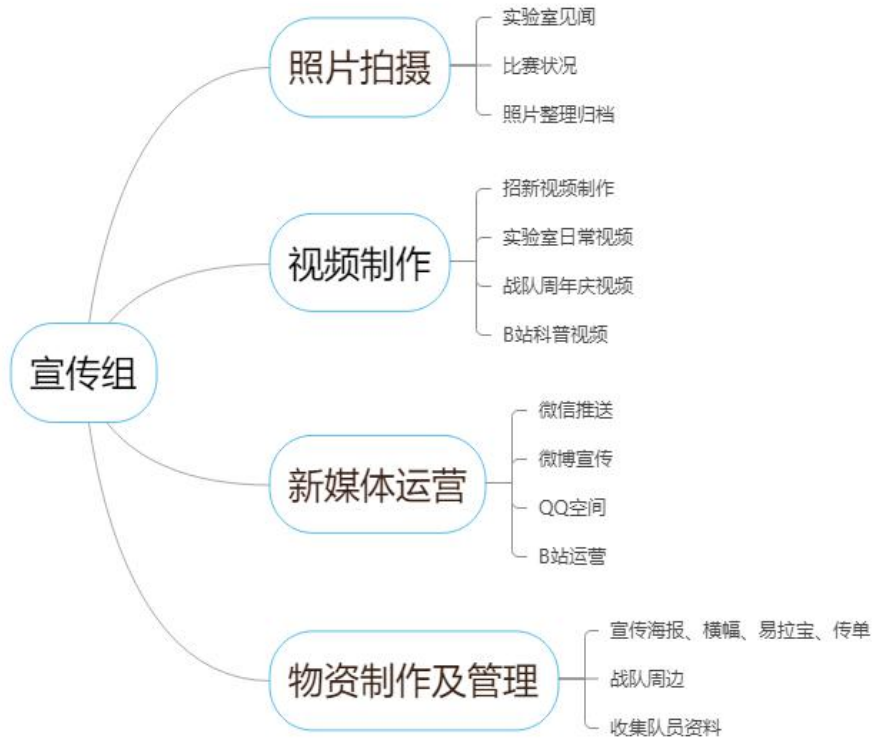 宣传组
照片拍摄
实验室见闻
比赛状况
照片整理归档
视频制作
招新视频制作
实验室日常视频
战队周年庆视频
B站科普视频
新媒体运营
微信推送
微博宣传
QQ空间
B站运营
物资制作及管理
宣传海报、横幅、易拉宝、传单
战队周边
收集队员资料